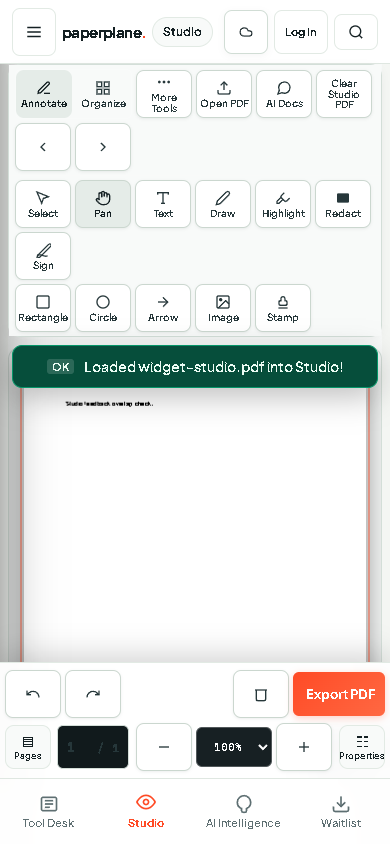 paperplane. Studio Log In
Annotate Organize More Tools Open PDF AI Docs Clear Studio PDF
Select Pan Text Draw Highlight Redact
Sign
Rectangle Circle Arrow Image Stamp
OK Loaded widget-studio.pdf into Studio!
Studio feedback overlap check.
Export PDF
Pages 1 / 1 100% Properties
Tool Desk Studio AI Intelligence Waitlist